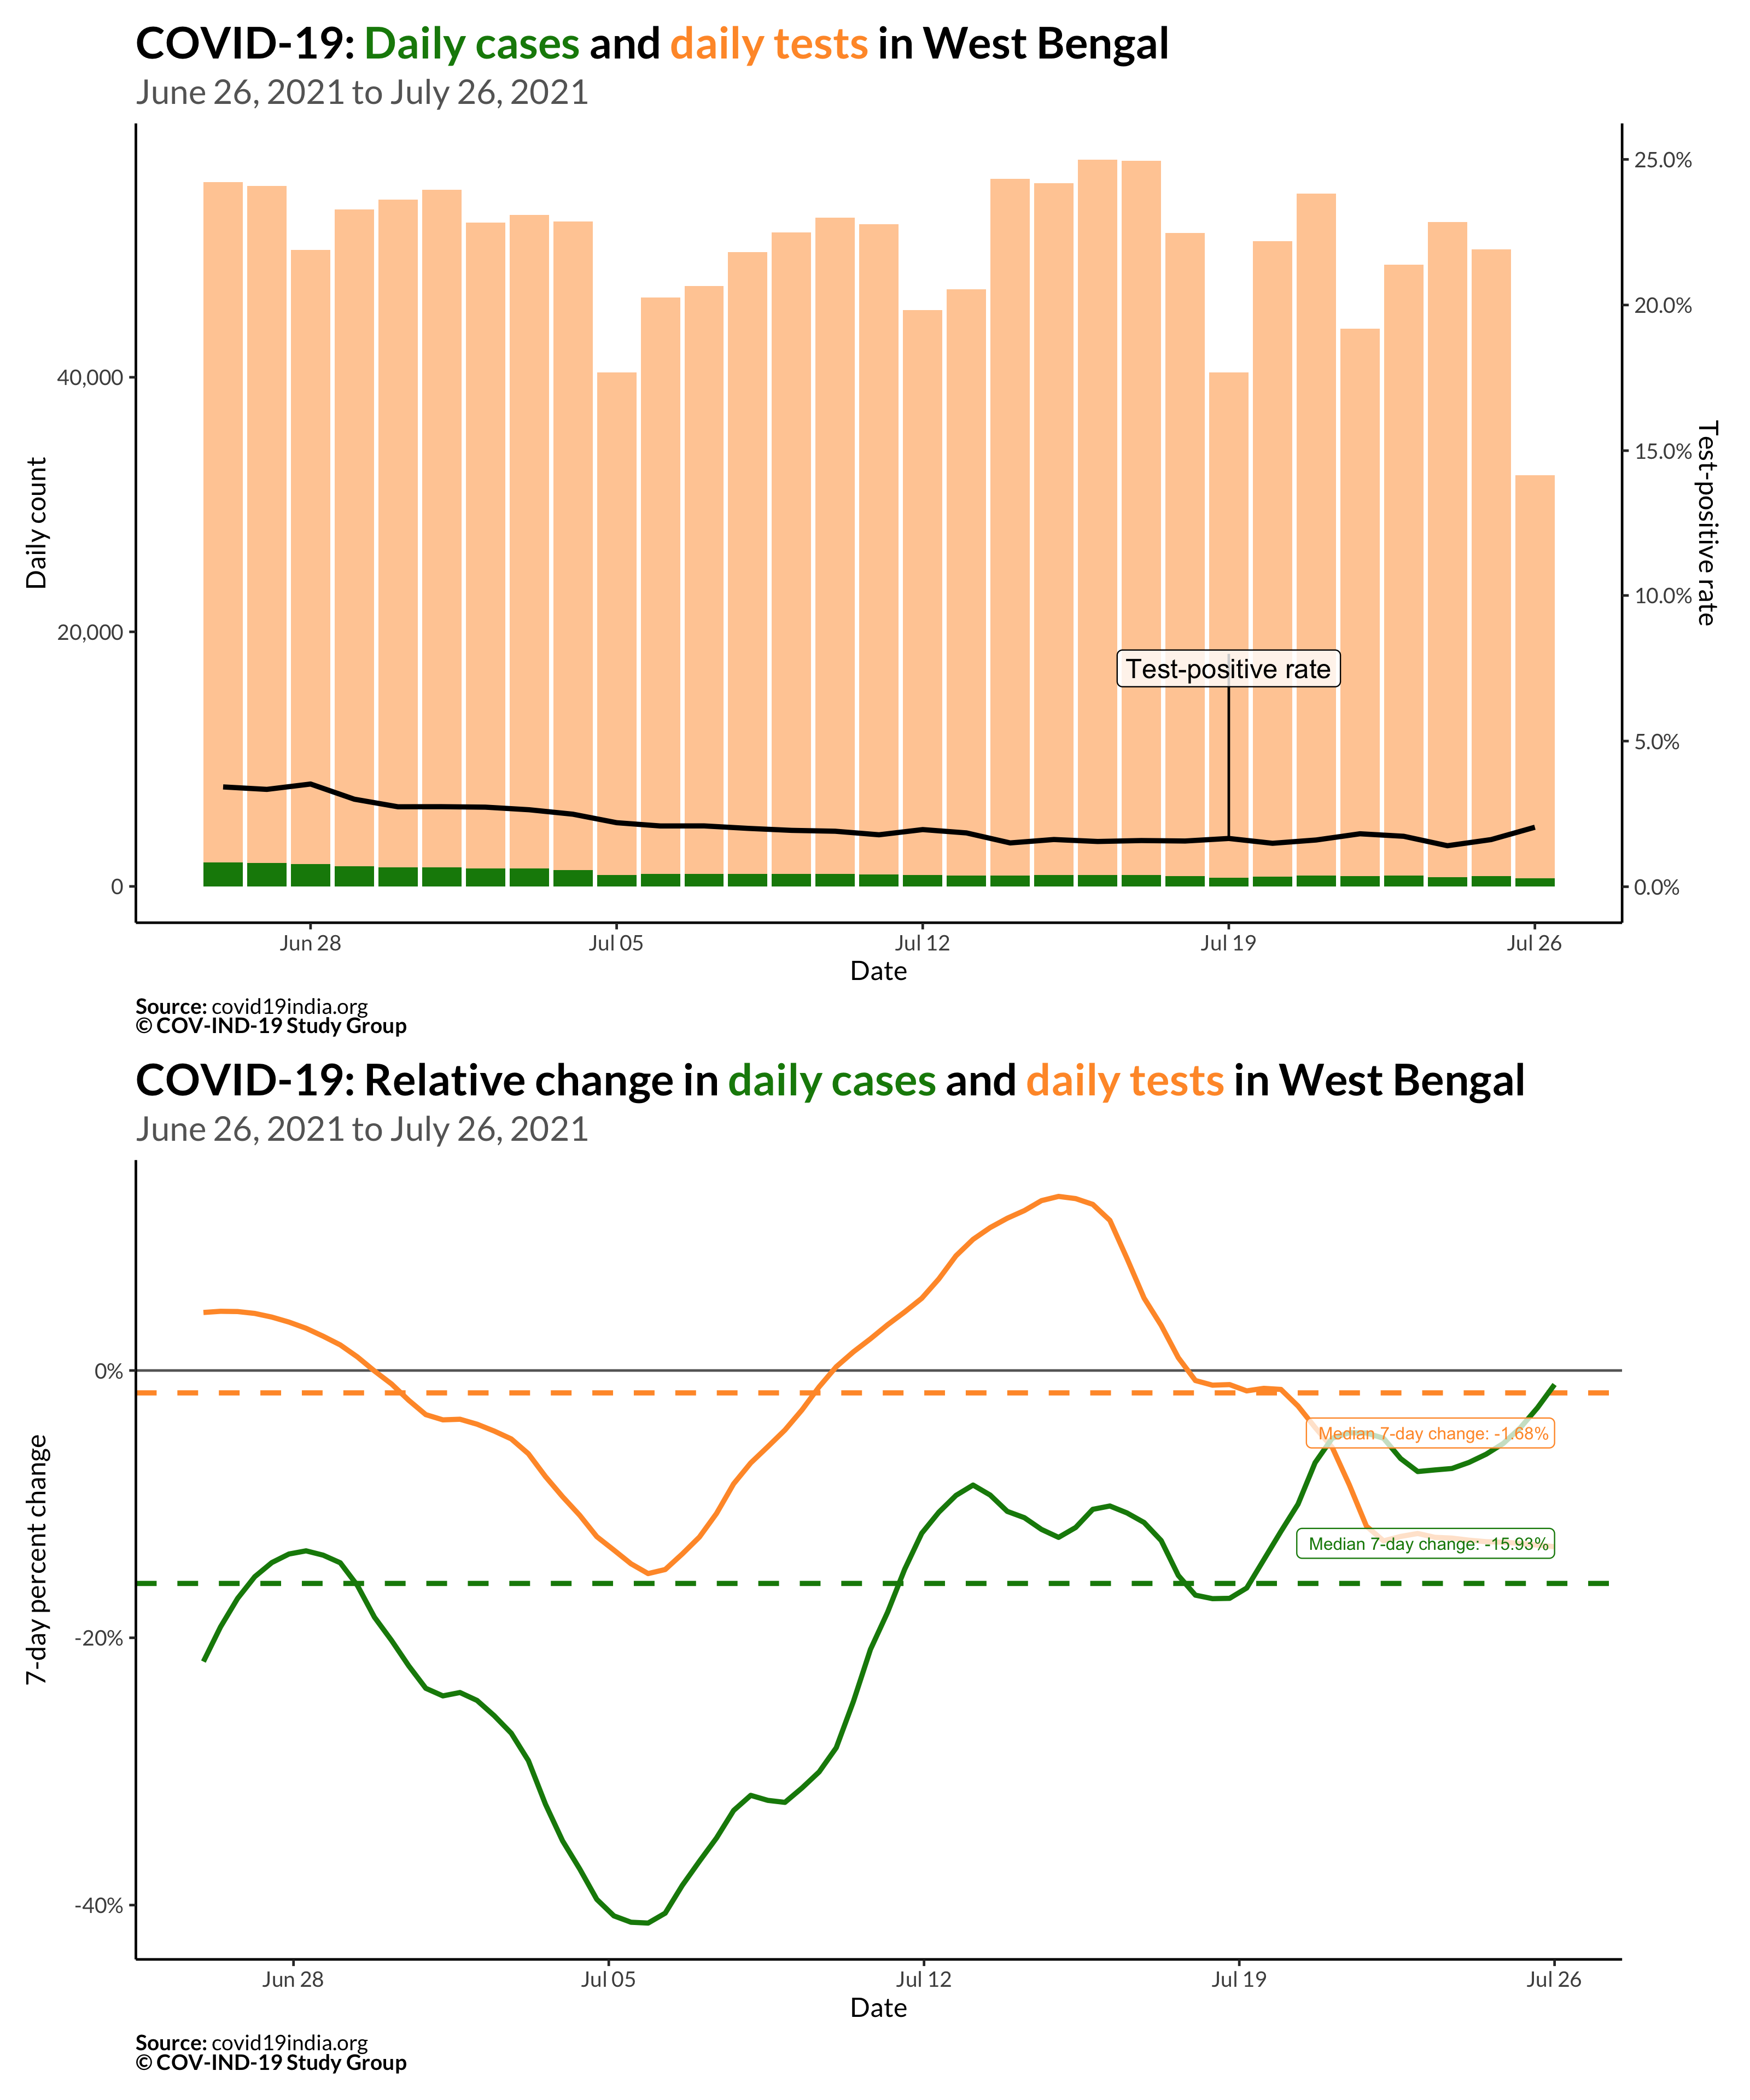 COVID-19: Daily cases and daily tests in West Bengal
June 26, 2021 to July 26, 2021
25.0%
20.0%
40,000
15.0%
Daily count
Test-positive rate
10.0%
20,000
Test-positive rate
5.0%
0
0.0%
Jun 28
Jul 05
Jul 12
Jul 19
Jul 26
Date
Source: covid19india.org
© COV-IND-19 Study Group
COVID-19: Relative change in daily cases and daily tests in West Bengal
June 26, 2021 to July 26, 2021
0%
Median 7-day change: -1.68%
7-day percent change
Median 7-day change: -15.93%
-20%
-40%
Jun 28
Jul 05
Jul 12
Jul 19
Jul 26
Date
Source: covid19india.org
© COV-IND-19 Study Group